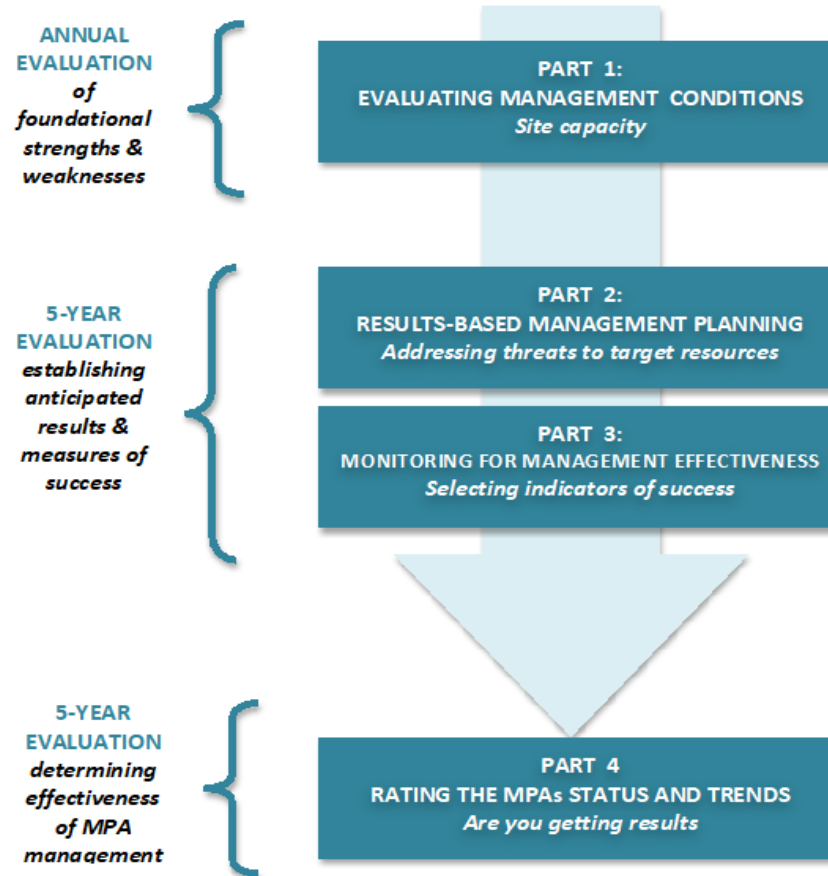 ANNUAL
EVALUATION
of
foundational
strengths &
weaknesses
PART 1:
EVALUATING MANAGEMENT CONDITIONS
Site capacity
5-YEAR
EVALUATION
establishing
anticipated
results &
measures of
success
PART 2:
RESULTS-BASED MANAGEMENT PLANNING
Addressing threats to target resources
PART 3:
MONITORING FOR MANAGEMENT EFFECTIVENESS
Selecting indicators of success
5-YEAR
EVALUATION
determining
effectiveness
of MPA
management
PART 4
RATING THE MPAs STATUS AND TRENDS
Are you getting results